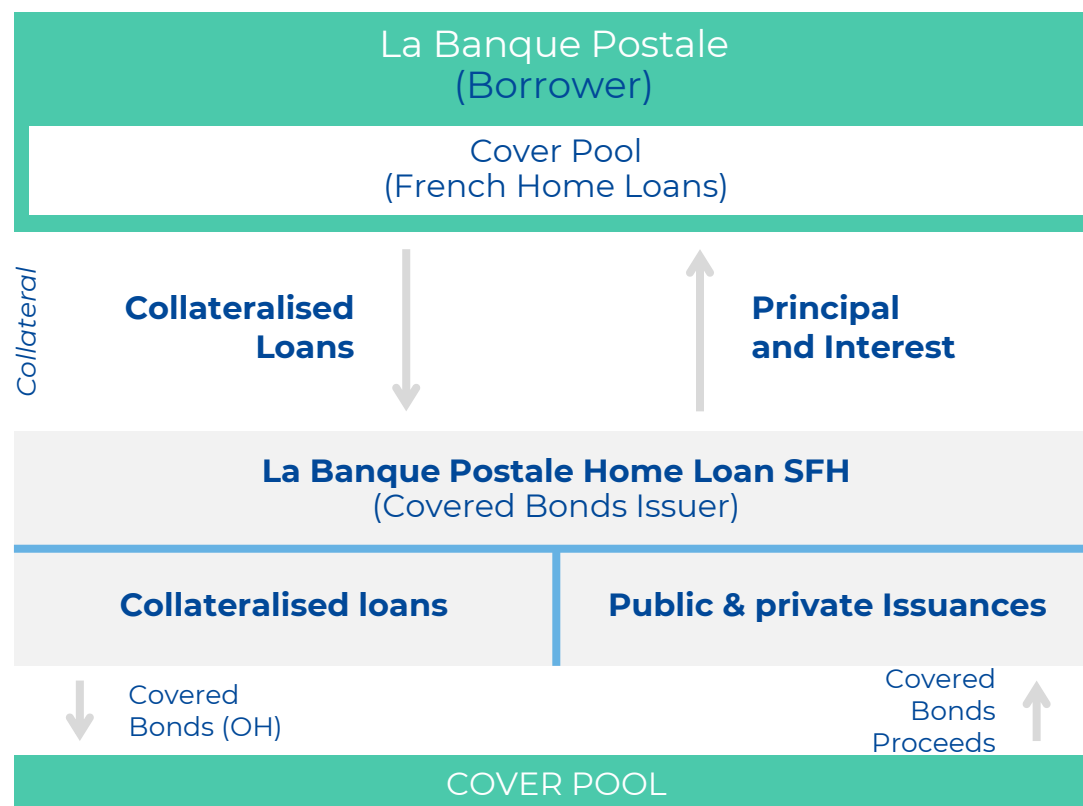 La Banque Postale
(Borrower)
Cover Pool
(French Home Loans)
Collateral
Collateralised
Loans
Principal
and Interest
La Banque Postale Home Loan SFH
(Covered Bonds Issuer)
Collateralised loans
Public & private Issuances
Covered
Bonds (OH)
Covered
Bonds
Proceeds
COVER POOL